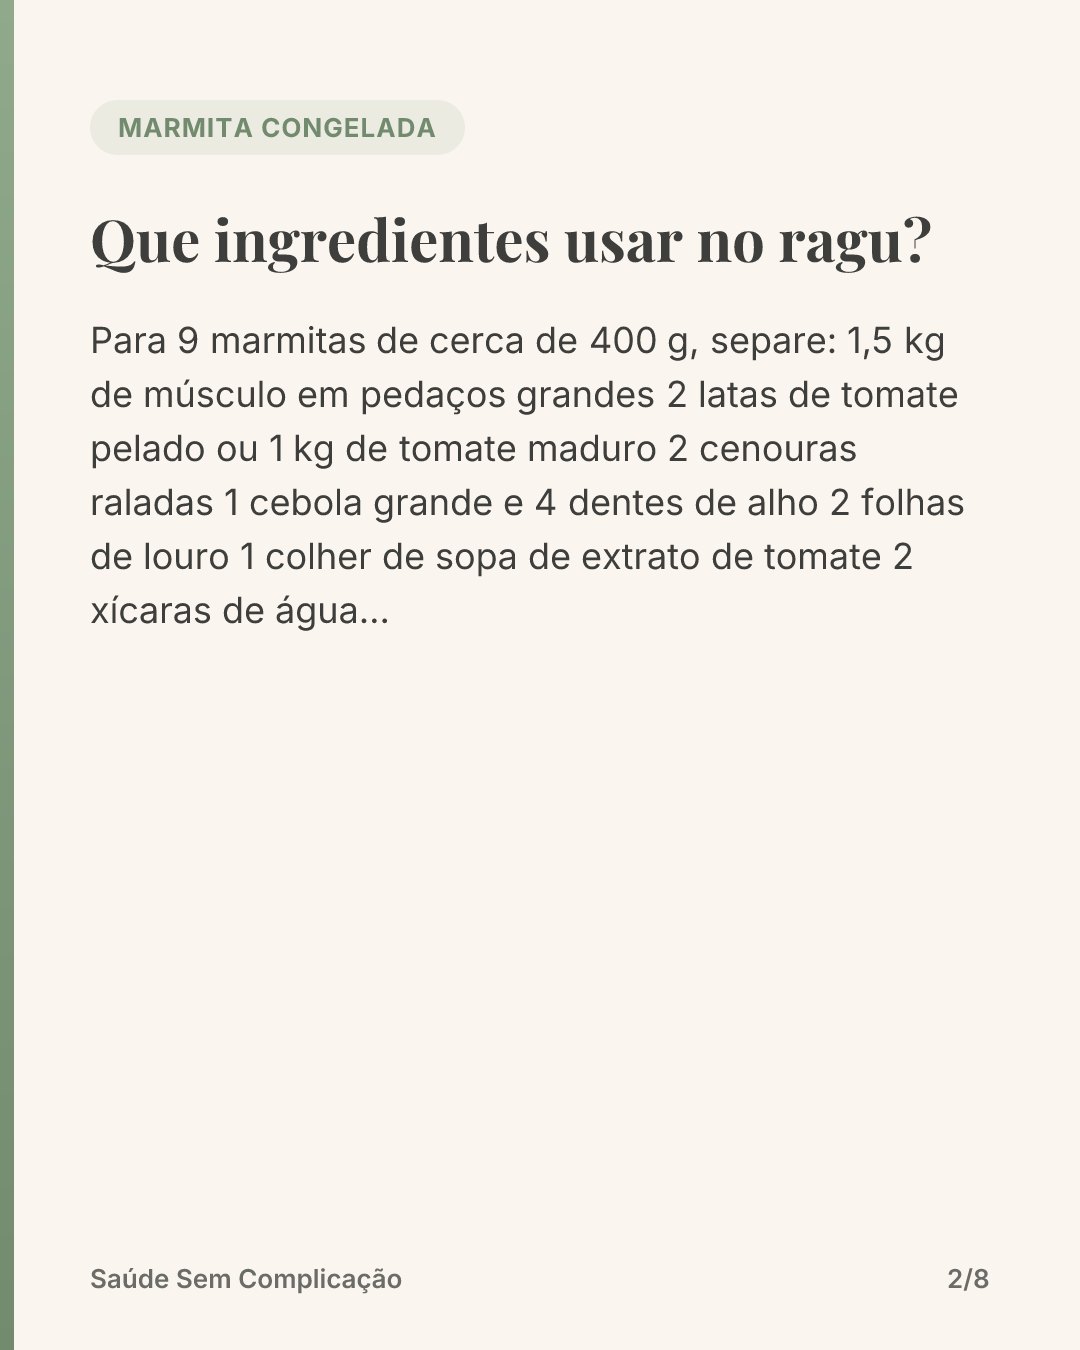 MARMITA CONGELADA
Que ingredientes usar no ragu?
Para 9 marmitas de cerca de 400 g, separe: 1,5 kg
de músculo em pedaços grandes 2 latas de tomate
pelado ou 1 kg de tomate maduro 2 cenouras
raladas 1 cebola grande e 4 dentes de alho 2 folhas
de louro 1 colher de sopa de extrato de tomate 2
xícaras de água...
Saúde Sem Complicação
2/8